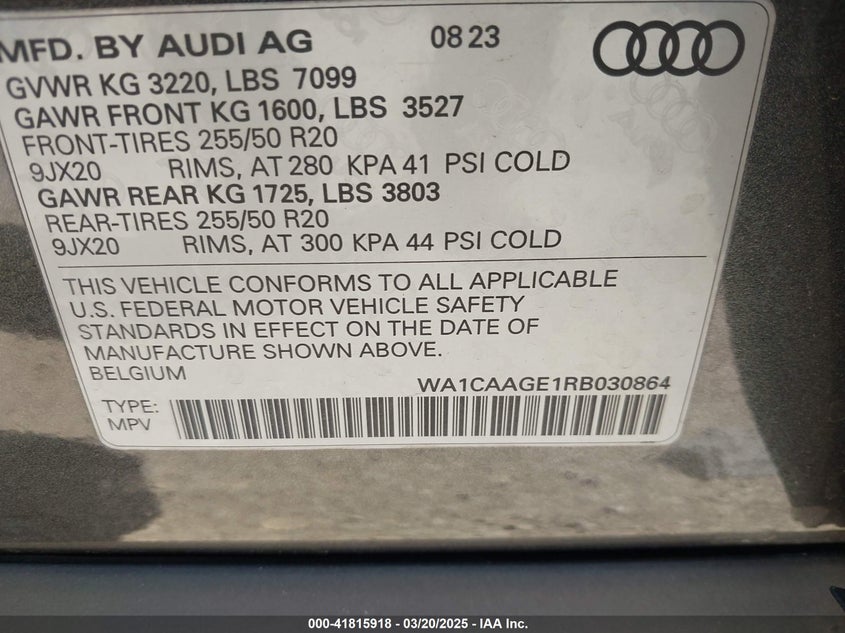 MFD. BY AUDI AG 08 23
GVWR KG 3220, LBS 7099
GAWR FRONT KG 1600, LBS 3527
FRONT-TIRES 255/50 R20
9JX20 RIMS, AT 280 KPA 41 PSI COLD
GAWR REAR KG 1725, LBS 3803
REAR-TIRES 255/50 R20
9JX20 RIMS, AT 300 KPA 44 PSI COLD
THIS VEHICLE CONFORMS TO ALL APPLICABLE
U.S. FEDERAL MOTOR VEHICLE SAFETY
STANDARDS IN EFFECT ON THE DATE OF
MANUFACTURE SHOWN ABOVE.
BELGIUM
WA1CAAGE1RB030864
TYPE:
MPV
000-41815918 - 03/20/2025 - IAA Inc.